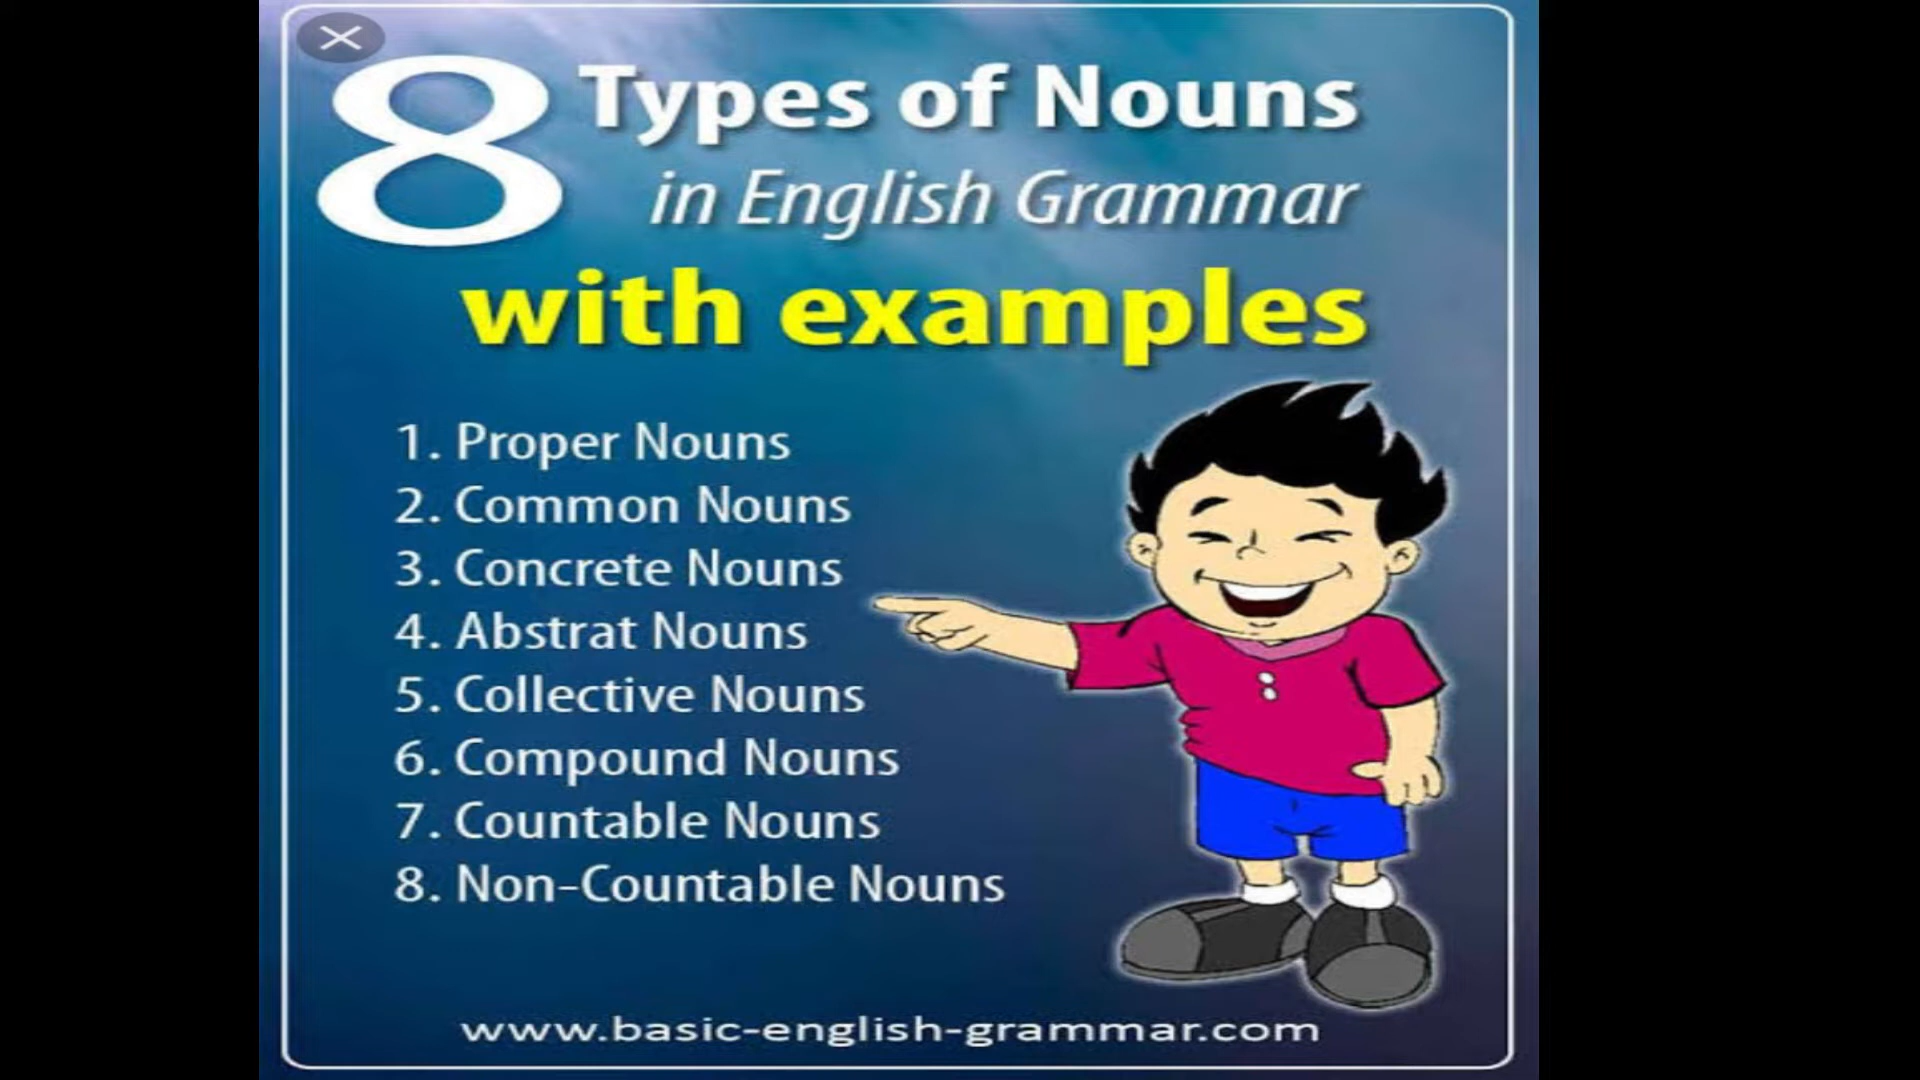 8 Types of Nouns
in English Grammar
with examples
1. Proper Nouns
2. Common Nouns
3. Concrete Nouns
4. Abstrat Nouns
5. Collective Nouns
6. Compound Nouns
7. Countable Nouns
8. Non-Countable Nouns
www.basic-english-grammar.com